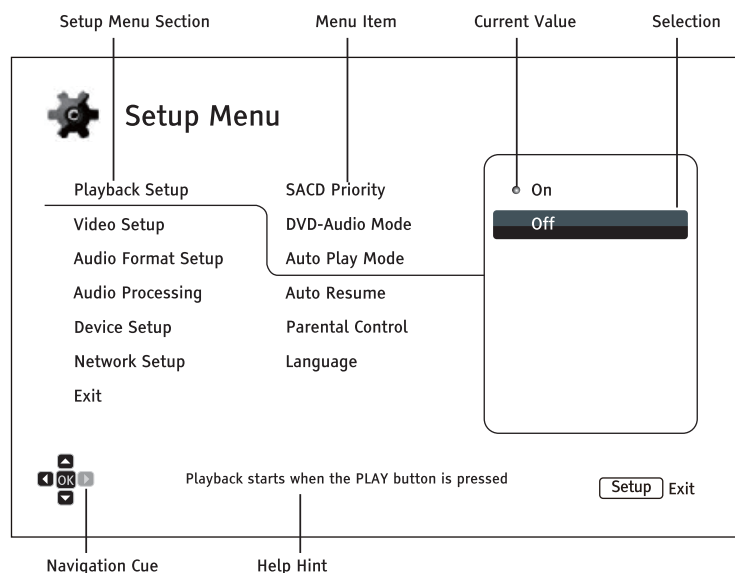 Setup Menu Section Menu Item Current Value Selection
Setup Menu
Playback Setup SACD Priority On
Video Setup DVD-Audio Mode Off
Audio Format Setup Auto Play Mode
Audio Processing Auto Resume
Device Setup Parental Control
Network Setup Language
Exit
OK Playback starts when the PLAY button is pressed Setup Exit
Navigation Cue Help Hint